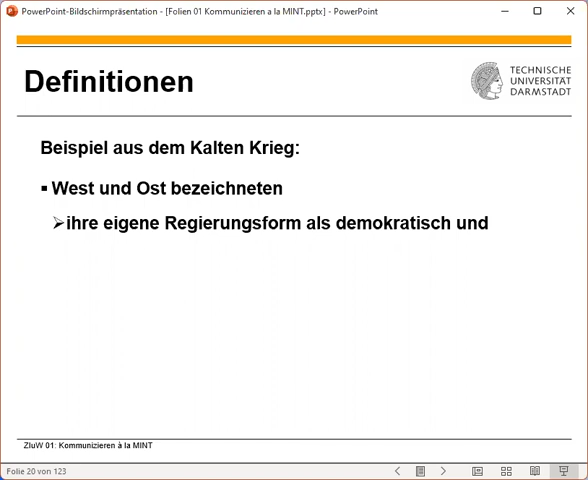 PowerPoint-Bildschirmpräsentation - [Folien 01 Kommunizieren a la MINT.pptx] - PowerPoint
Definitionen
TECHNISCHE
UNIVERSITÄT
DARMSTADT
Beispiel aus dem Kalten Krieg:
▪ West und Ost bezeichneten
➢ihre eigene Regierungsform als demokratisch und
ZIuW 01: Kommunizieren à la MINT
Folie 20 von 123